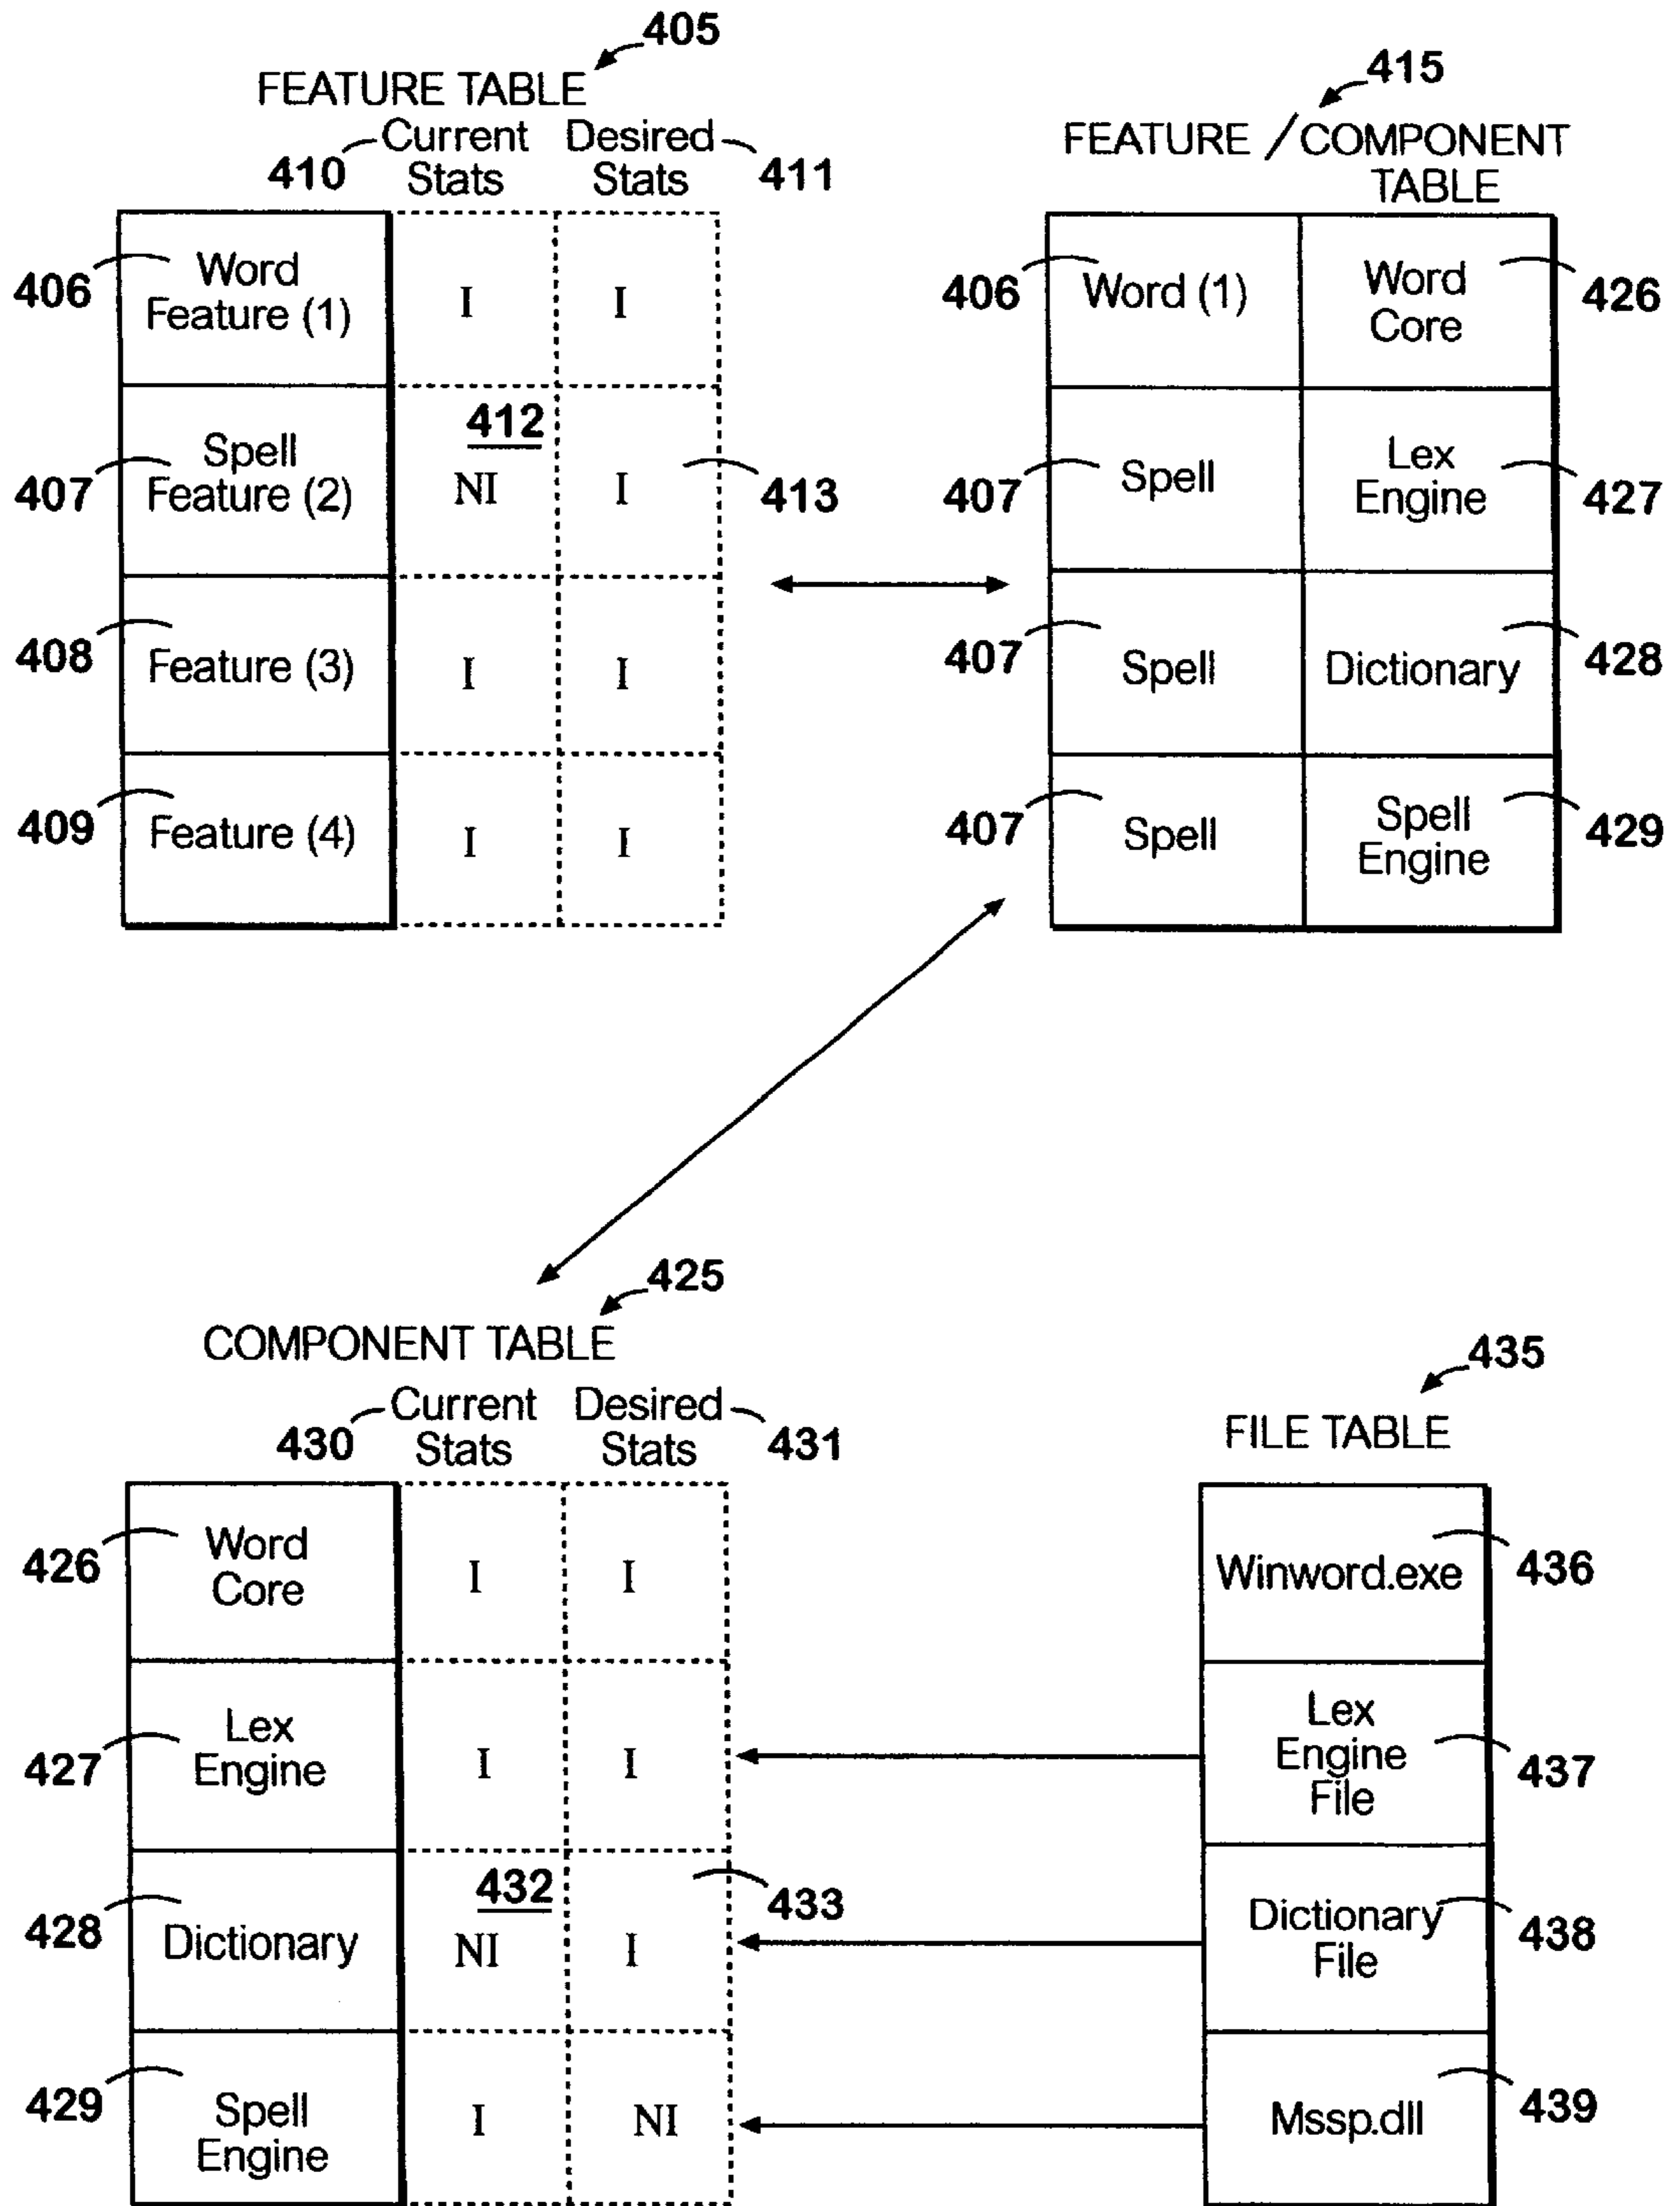 405
FEATURE TABLE
Current Desired
410 Stats Stats 411
406 Word Feature (1) I I
407 Spell Feature (2) 412 NI I 413
408 Feature (3) I I
409 Feature (4) I I
415
FEATURE / COMPONENT
TABLE
406 Word (1) Word Core 426
407 Spell Lex Engine 427
407 Spell Dictionary 428
407 Spell Spell Engine 429
425
COMPONENT TABLE
Current Desired
430 Stats Stats 431
426 Word Core I I
427 Lex Engine I I
428 Dictionary 432 NI I 433
429 Spell Engine I NI
435
FILE TABLE
Winword.exe 436
Lex Engine File 437
Dictionary File 438
Mssp.dll 439